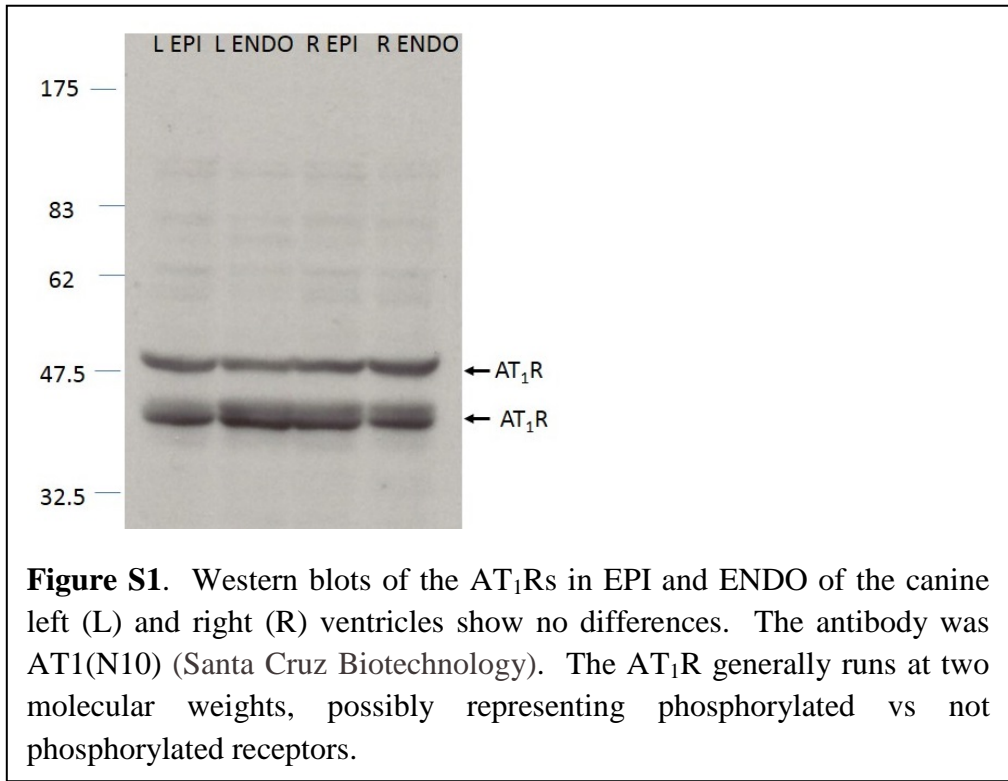 L EPI L ENDO R EPI R ENDO
175
83
62
47.5
AT₁R
AT₁R
32.5
Figure S1. Western blots of the AT₁Rs in EPI and ENDO of the canine
left (L) and right (R) ventricles show no differences. The antibody was
AT1(N10) (Santa Cruz Biotechnology). The AT₁R generally runs at two
molecular weights, possibly representing phosphorylated vs not
phosphorylated receptors.